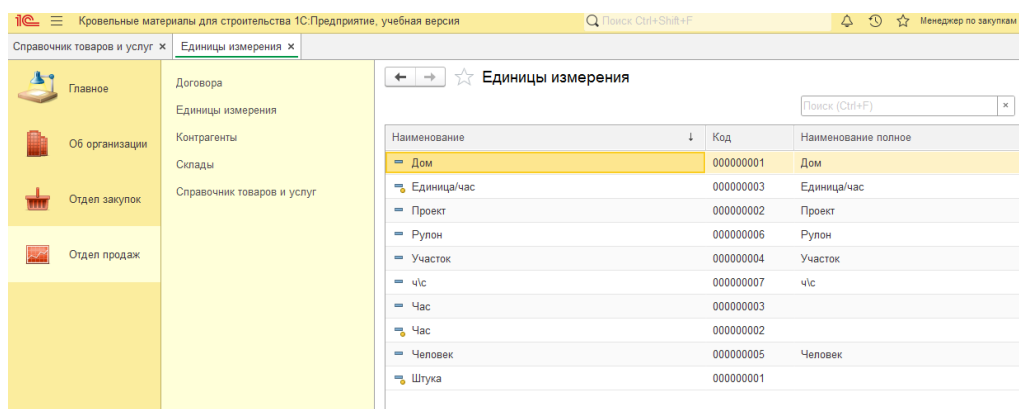 1С Кровельные материалы для строительства 1С:Предприятие, учебная версия Поиск Ctrl+Shift+F Менеджер по закупкам
Справочник товаров и услуг × Единицы измерения ×
Главное
Об организации
Отдел закупок
Отдел продаж
Договора
Единицы измерения
Контрагенты
Склады
Справочник товаров и услуг
Единицы измерения
Поиск (Ctrl+F) ×
Наименование ↓ Код Наименование полное
Дом 000000001 Дом
Единица/час 000000003 Единица/час
Проект 000000002 Проект
Рулон 000000006 Рулон
Участок 000000004 Участок
ч\с 000000007 ч\с
Час 000000003
Час 000000002
Человек 000000005 Человек
Штука 000000001